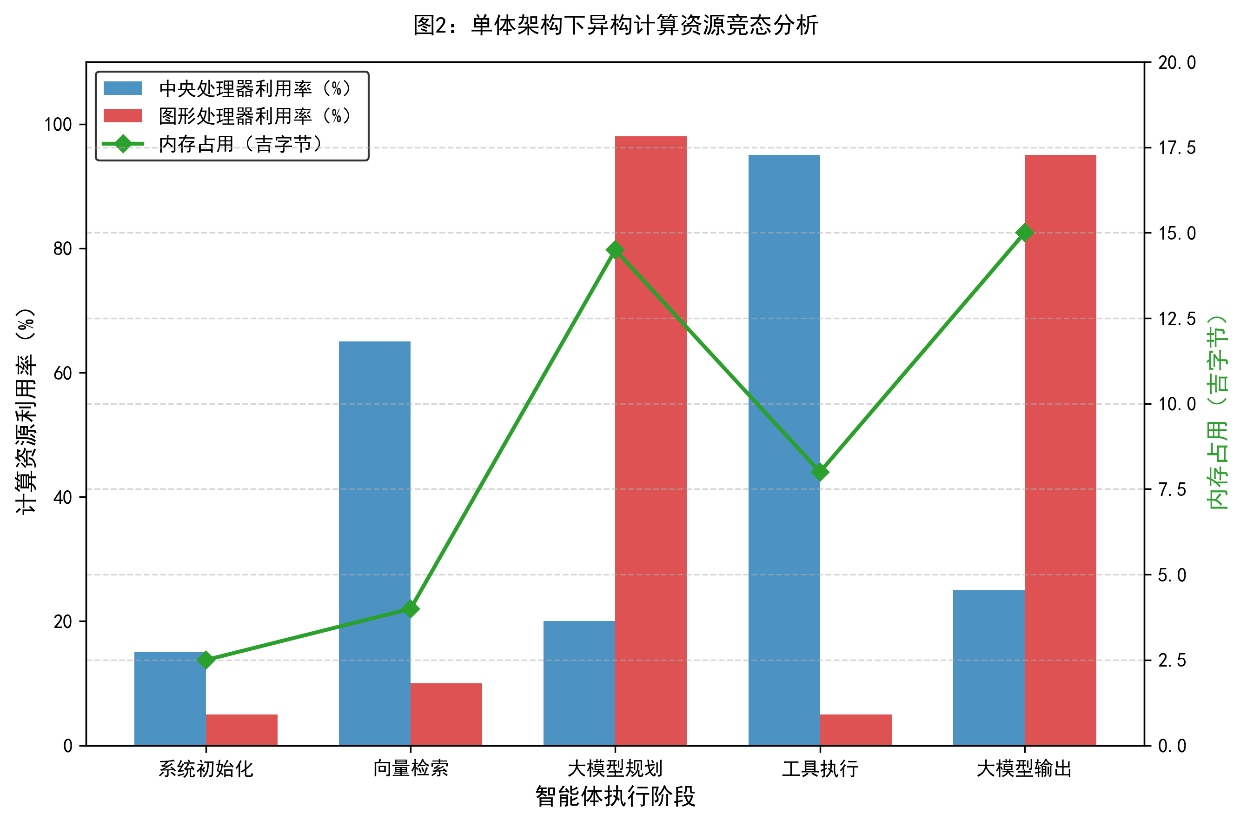 图2：单体架构下异构计算资源竞态分析
中央处理器利用率（%）
图形处理器利用率（%）
内存占用（吉字节）
计算资源利用率（%）
100
80
60
40
20
0
20.0
17.5
15.0
12.5
10.0
7.5
5.0
2.5
0.0
内存占用（吉字节）
系统初始化
向量检索
大模型规划
工具执行
大模型输出
智能体执行阶段